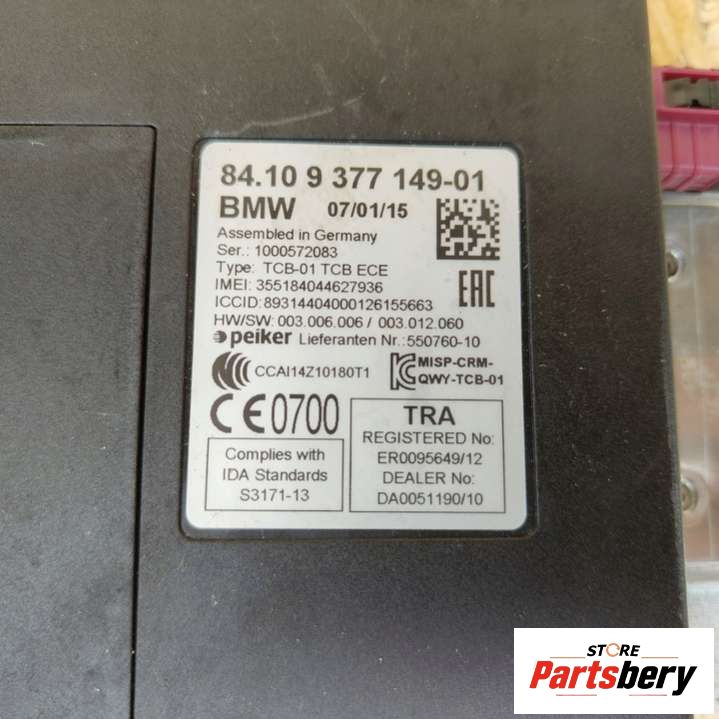 84.10 9 377 149-01
BMW 07/01/15
Assembled in Germany
Ser.: 1000572083
Type: TCB-01 TCB ECE
IMEI: 355184044627936
ICCID:89314404000126155663
HW/SW: 003.006.006 / 003.012.060
peiker Lieferanten Nr.:550760-10
CCAI14Z10180T1
MISP-CRM-
QWY-TCB-01
CE0700
Complies with
IDA Standards
S3171-13
TRA
REGISTERED No:
ER0095649/12
DEALER No:
DA0051190/10
EAC
STORE
Partsbery